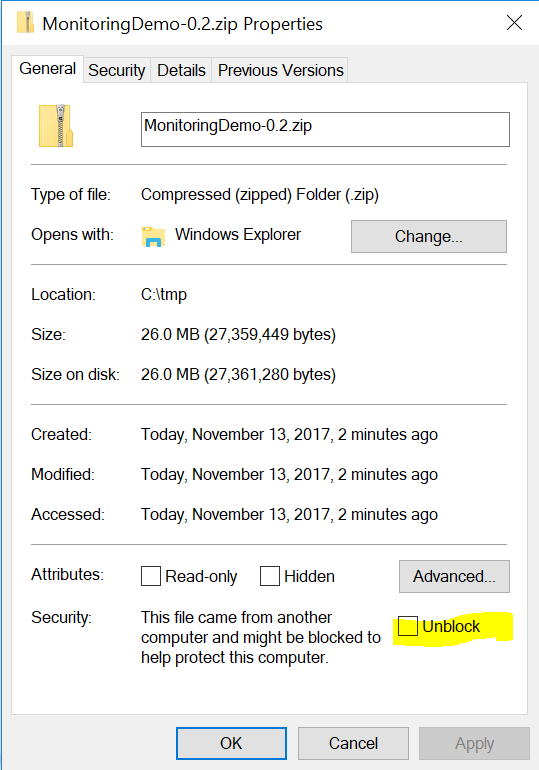 MonitoringDemo-0.2.zip Properties
General Security Details Previous Versions
MonitoringDemo-0.2.zip
Type of file: Compressed (zipped) Folder (.zip)
Opens with: Windows Explorer Change...
Location: C:\tmp
Size: 26.0 MB (27,359,449 bytes)
Size on disk: 26.0 MB (27,361,280 bytes)
Created: Today, November 13, 2017, 2 minutes ago
Modified: Today, November 13, 2017, 2 minutes ago
Accessed: Today, November 13, 2017, 2 minutes ago
Attributes: Read-only Hidden Advanced...
Security: This file came from another
computer and might be blocked to
help protect this computer.
Unblock
OK Cancel Apply